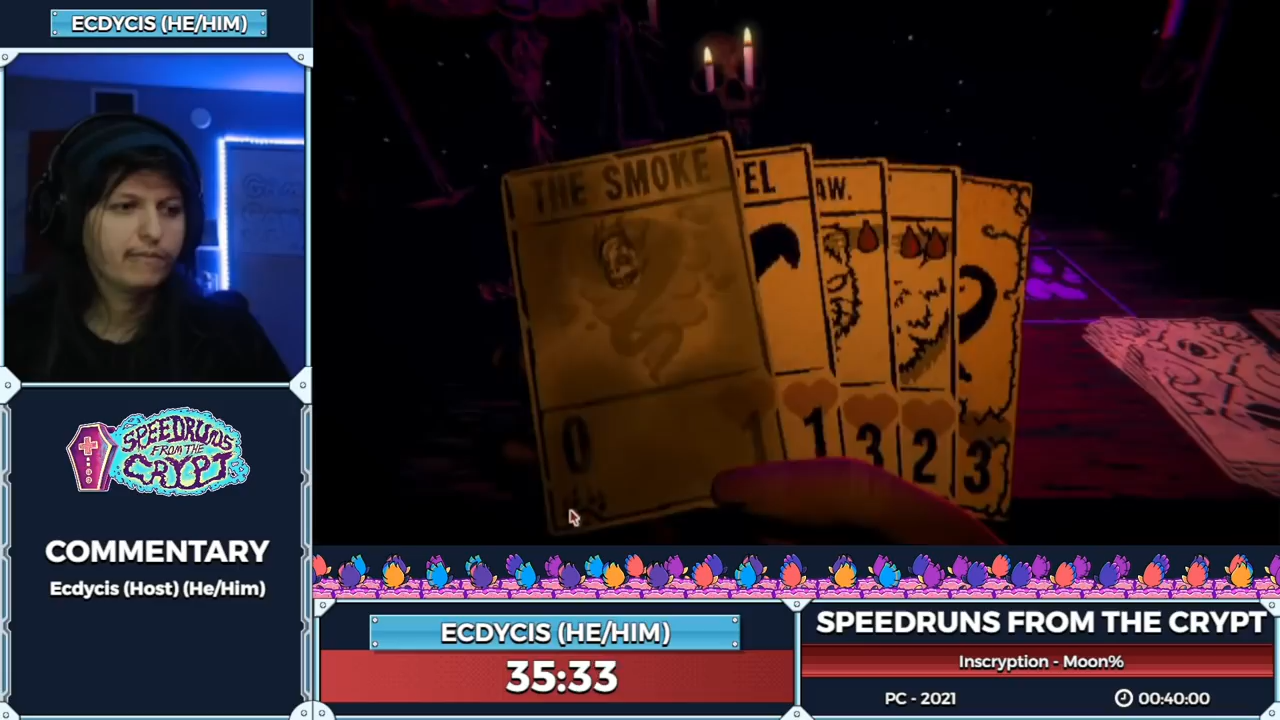 ECDYCIS (HE/HIM)
THE SMOKE
EL
AW.
0
1
1
3
2
3
SPEEDRUNS
FROM THE
CRYPT
COMMENTARY
Ecdycis (Host) (He/Him)
ECDYCIS (HE/HIM)
35:33
SPEEDRUNS FROM THE CRYPT
Inscryption - Moon%
PC - 2021
00:40:00